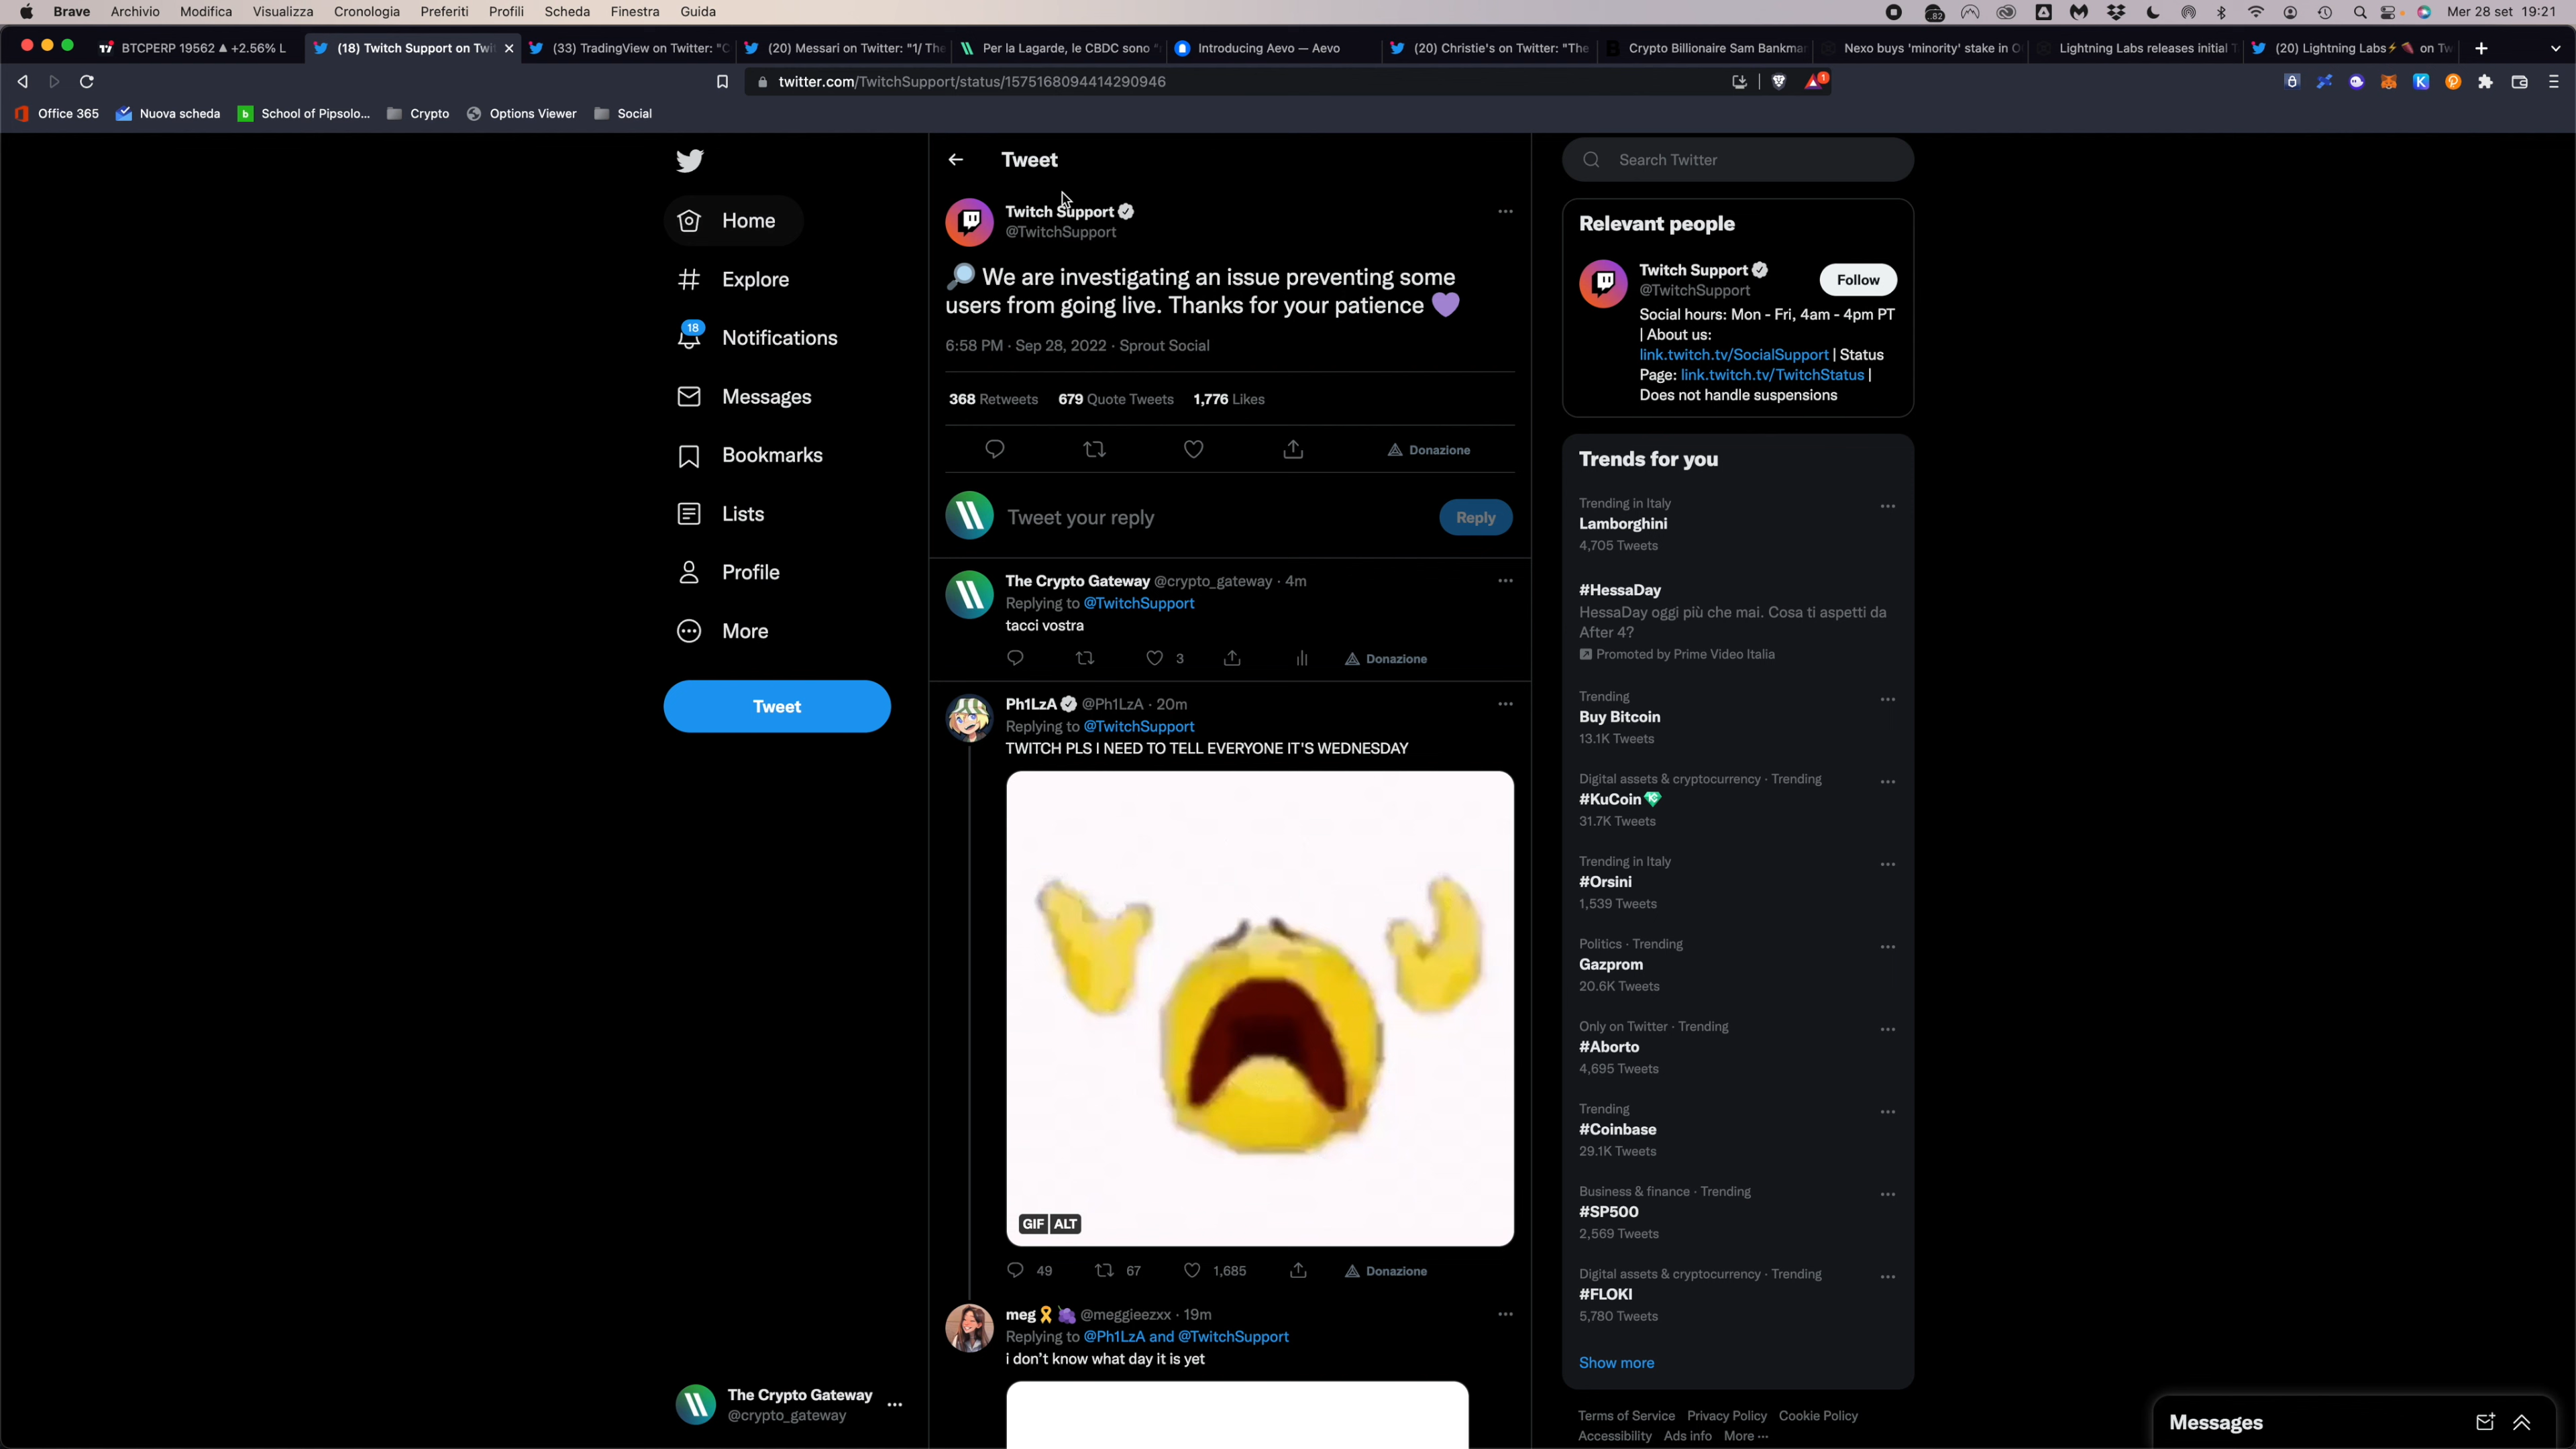 Brave Archivio Modifica Visualizza Cronologia Preferiti Profili Scheda Finestra Guida
82
Mer 28 set 19:21
BTCPERP 19562 ▲ +2.56% L
(18) Twitch Support on Twi
(33) TradingView on Twitter: "C
(20) Messari on Twitter: "1/ The
Per la Lagarde, le CBDC sono "
Introducing Aevo — Aevo
(20) Christie's on Twitter: "The
Crypto Billionaire Sam Bankma
Nexo buys 'minority' stake in O
Lightning Labs releases initial T
(20) Lightning Labs⚡🍠 on Tw
twitter.com/TwitchSupport/status/1575168094414290946
1
Office 365
Nuova scheda
School of Pipsolo...
Crypto
Options Viewer
Social
Home
Explore
18
Notifications
Messages
Bookmarks
Lists
Profile
More
Tweet
The Crypto Gateway
@crypto_gateway
Tweet
Twitch Support
@TwitchSupport
🔎 We are investigating an issue preventing some
users from going live. Thanks for your patience 💜
6:58 PM · Sep 28, 2022 · Sprout Social
368 Retweets 679 Quote Tweets 1,776 Likes
Donazione
Tweet your reply
Reply
The Crypto Gateway @crypto_gateway · 4m
Replying to @TwitchSupport
tacci vostra
3 Donazione
Ph1LzA @Ph1LzA · 20m
Replying to @TwitchSupport
TWITCH PLS I NEED TO TELL EVERYONE IT'S WEDNESDAY
GIF ALT
49 67 1,685 Donazione
meg🎗🍇 @meggieezxx · 19m
Replying to @Ph1LzA and @TwitchSupport
i don't know what day it is yet
Search Twitter
Relevant people
Twitch Support
@TwitchSupport
Follow
Social hours: Mon - Fri, 4am - 4pm PT
| About us:
link.twitch.tv/SocialSupport | Status
Page: link.twitch.tv/TwitchStatus |
Does not handle suspensions
Trends for you
Trending in Italy
Lamborghini
4,705 Tweets
#HessaDay
HessaDay oggi più che mai. Cosa ti aspetti da
After 4?
Promoted by Prime Video Italia
Trending
Buy Bitcoin
13.1K Tweets
Digital assets & cryptocurrency · Trending
#KuCoin
31.7K Tweets
Trending in Italy
#Orsini
1,539 Tweets
Politics · Trending
Gazprom
20.6K Tweets
Only on Twitter · Trending
#Aborto
4,695 Tweets
Trending
#Coinbase
29.1K Tweets
Business & finance · Trending
#SP500
2,569 Tweets
Digital assets & cryptocurrency · Trending
#FLOKI
5,780 Tweets
Show more
Terms of Service Privacy Policy Cookie Policy
Accessibility Ads info More ···
Messages